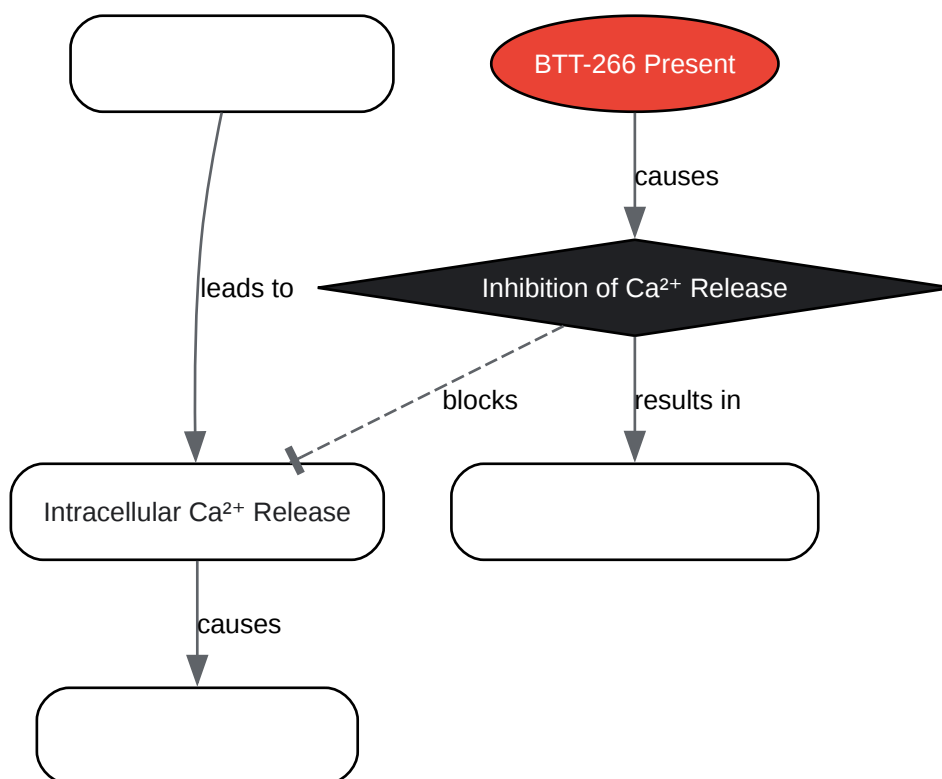 BTT-266 Present
causes
leads to
Inhibition of Ca²⁺ Release
blocks
results in
Intracellular Ca²⁺ Release
causes